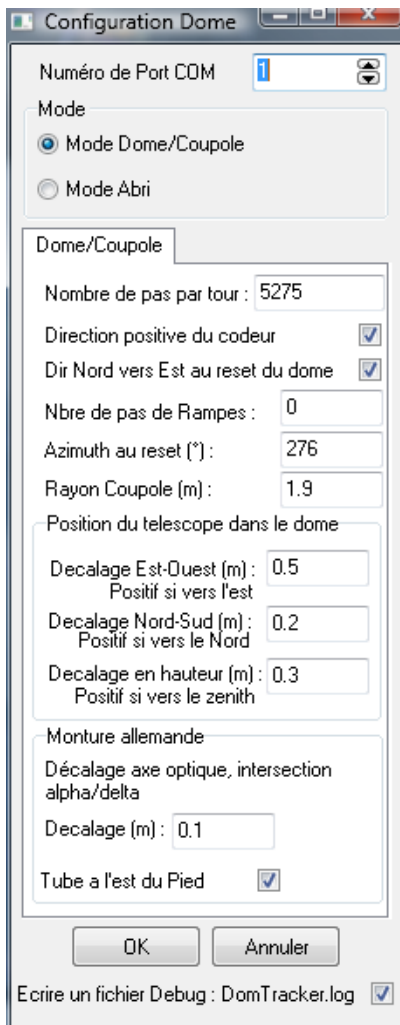 Configuration Dome
Numéro de Port COM 1
Mode
Mode Dome/Coupole
Mode Abri
Dome/Coupole
Nombre de pas par tour : 5275
Direction positive du codeur
Dir Nord vers Est au reset du dome
Nbre de pas de Rampes : 0
Azimuth au reset (°) : 276
Rayon Coupole (m) : 1.9
Position du telescope dans le dome
Decalage Est-Ouest (m) : 0.5
Positif si vers l'est
Decalage Nord-Sud (m) : 0.2
Positif si vers le Nord
Decalage en hauteur (m) : 0.3
Positif si vers le zenith
Monture allemande
Décalage axe optique, intersection
alpha/delta
Decalage (m) : 0.1
Tube a l'est du Pied
OK Annuler
Ecrire un fichier Debug : DomTracker.log